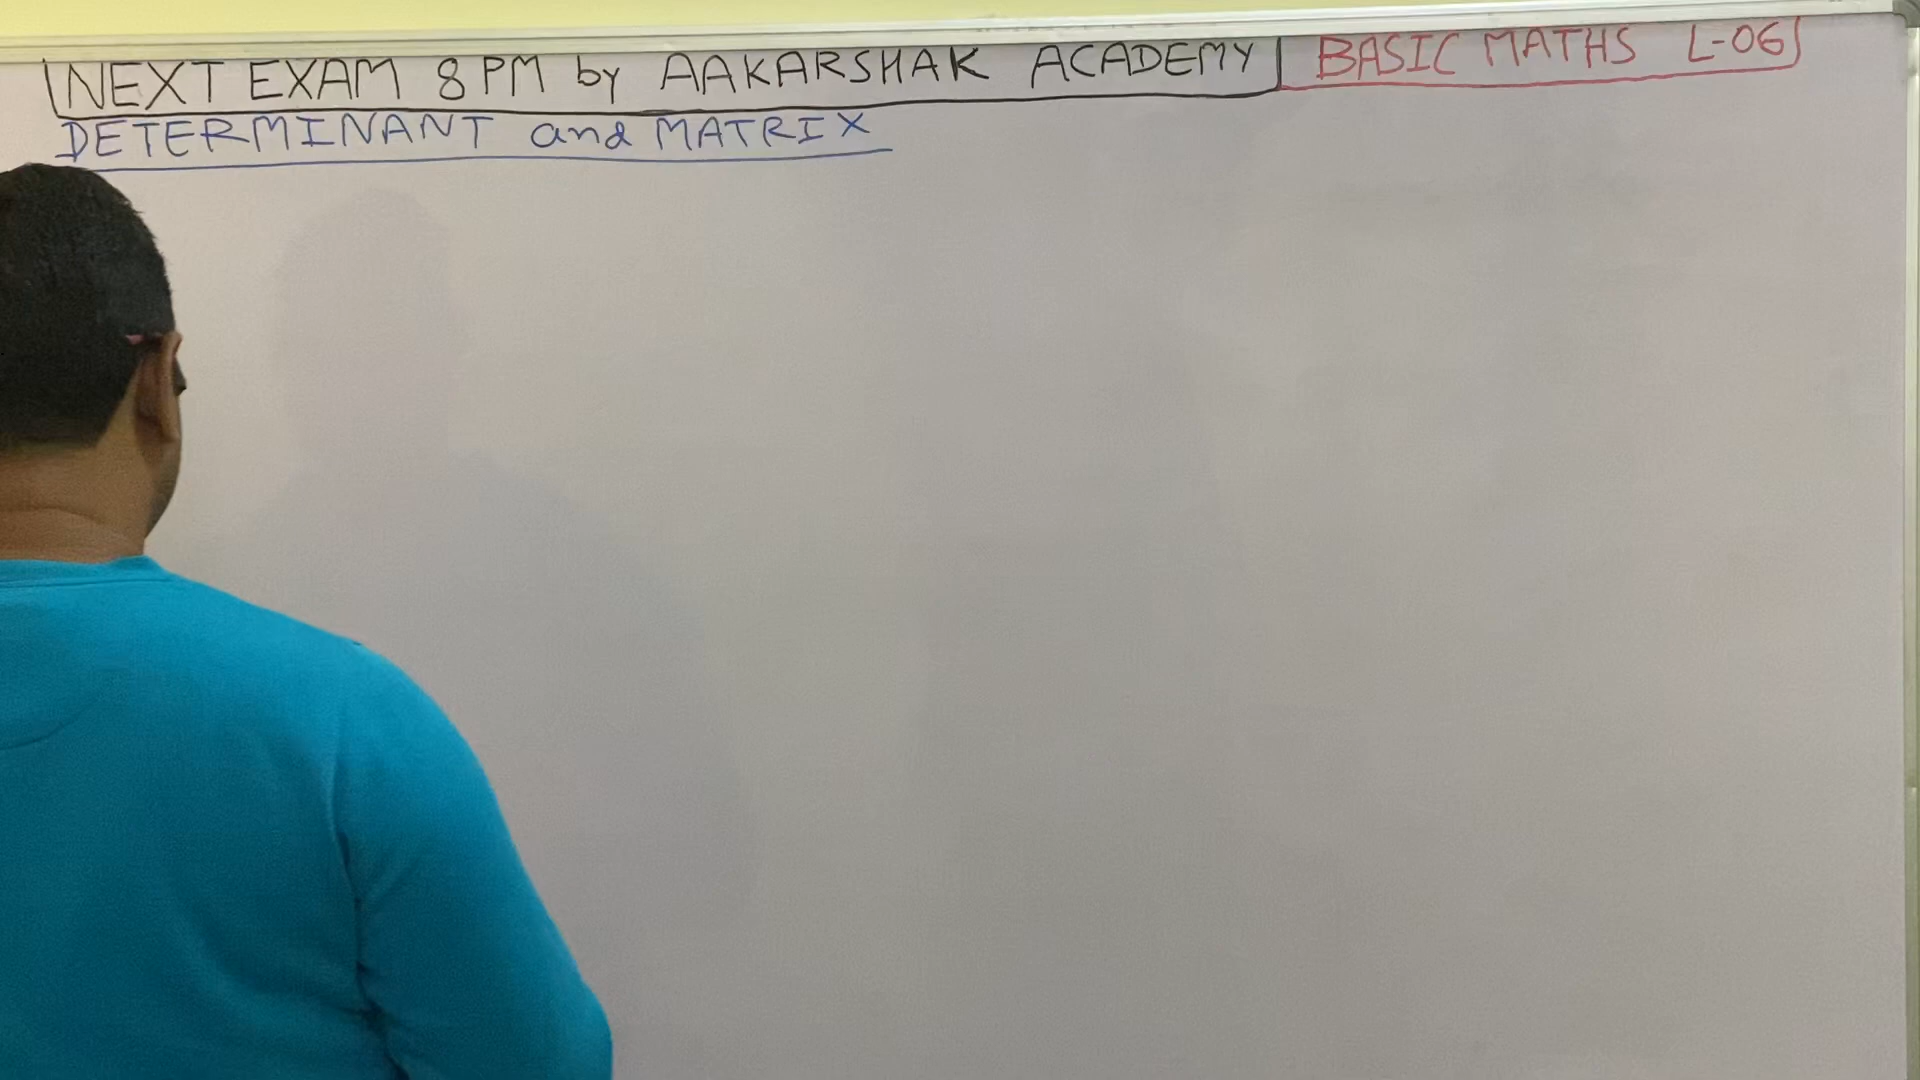 NEXT EXAM 8 PM by AAKARSHAK ACADEMY BASIC MATHS L-06
DETERMINANT and MATRIX